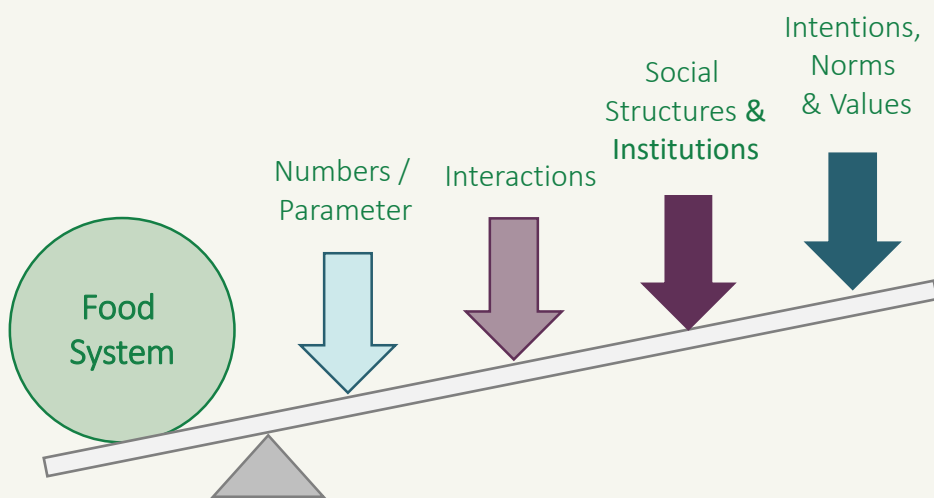 Food
System
Numbers /
Parameter
Interactions
Social
Structures &
Institutions
Intentions,
Norms
& Values